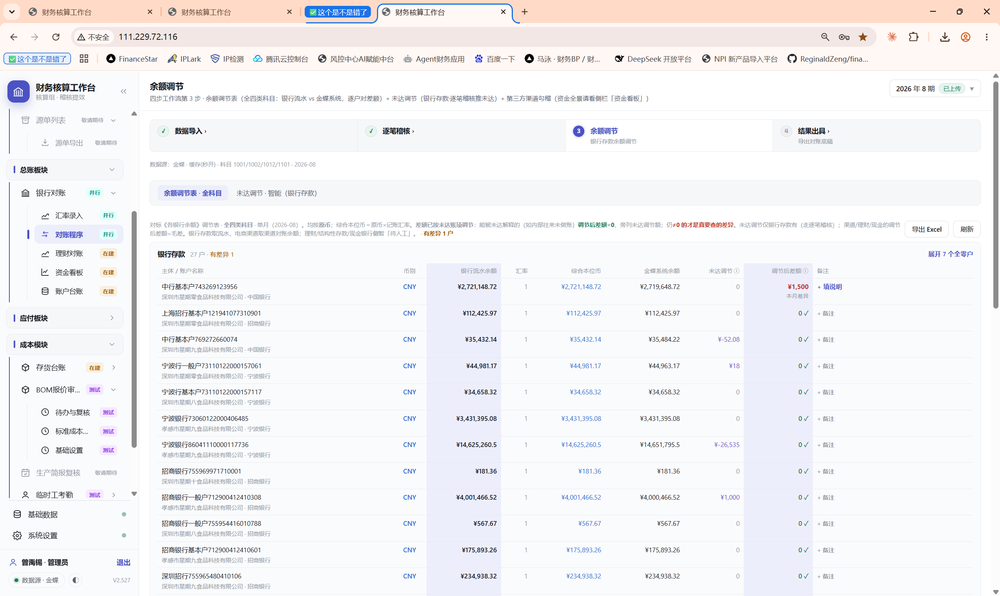 财务核算工作台
财务核算工作台
✅这个是不是错了
财务核算工作台
不安全
111.229.72.116
✅这个是不是错了
FinanceStar
IPLark
IP检测
腾讯云控制台
风控中心AI赋能中台
Agent财务应用
百度一下
马泳 · 财务BP / 财...
DeepSeek 开放平台
NPI 新产品导入平台
ReginaldZeng/fina...
财务核算工作台
核算组 · 稽核提效
源单列表 敬请期待
源单导出 敬请期待
总账板块
银行对账 并行
汇率录入 并行
对账程序 并行
理财对账 在建
资金看板 在建
账户台账 在建
应付板块
成本模块
存货台账 在建
BOM报价审... 测试
待办与复核 测试
标准成本... 测试
基础设置 测试
生产简报复核 敬请期待
临时工考勤 测试
基础数据
系统设置
曾禹锡 · 管理员 退出
数据源 · 金蝶 V2.527
余额调节
四步工作流第 3 步 · 余额调节表（全四类科目：银行流水 vs 金蝶系统，逐户对差额）+ 未达调节（银行存款·逐笔稽核推未达）+ 第三方渠道勾稽（资金全景请看侧栏「资金看板」）
2026 年 8 期 已上传 ▼
✓ 数据导入 ›
✓ 逐笔稽核 ›
3 余额调节
银行存款余额调节
4 结果出具 ›
导出对账底稿
数据源：金蝶 · 缓存(秒开) · 科目 1001/1002/1012/1101 · 2026-08
余额调节表 · 全科目
未达调节 · 智能（银行存款）
对标《各银行余额》调节表 · 全四类科目 · 单月（2026-08）。均按原币；综合本位币＝原币×记账汇率。差额已按未达账项调节：能被未达解释的（如内部往来未做账）调节后差额=0、旁列未达调节额；仍≠0 的才是真要查的差异。未达调节仅银行存款有（走逐笔稽核）；渠道/理财/现金的调节
后差额=毛差。银行存款取流水、电商渠道取渠道对账余额；理财/结构性存款/现金银行侧暂「待人工」。 · 有差异 1 户
导出 Excel
刷新
银行存款 27 户 · 有差异 1
展开 7 个全零户
主体 / 账户名称 币别 银行流水余额 汇率 综合本位币 金蝶系统余额 未达调节 ⓘ 调节后差额 ⓘ 备注
中行基本户743269123956 CNY ¥2,721,148.72 1 ¥2,721,148.72 ¥2,719,648.72 0 ¥1,500 + 填说明
深圳市星期零食品科技有限公司 · 中国银行 本月差异
上海招行基本户121941077310901 CNY ¥112,425.97 1 ¥112,425.97 ¥112,425.97 0 0 ✓ + 备注
深圳市星期零食品科技有限公司 · 招商银行
中行基本户769272660074 CNY ¥35,432.14 1 ¥35,432.14 ¥35,484.22 ¥-52.08 0 ✓ + 备注
深圳市星期九食品科技有限公司 · 中国银行
宁波行一般户73110122000157061 CNY ¥44,981.17 1 ¥44,981.17 ¥44,963.17 ¥18 0 ✓ + 备注
深圳市星期零食品科技有限公司 · 宁波银行
宁波行基本户73110122000157117 CNY ¥34,658.32 1 ¥34,658.32 ¥34,658.32 0 0 ✓ + 备注
深圳市星期八食品科技有限公司 · 宁波银行
宁波银行73060122000406485 CNY ¥3,431,395.08 1 ¥3,431,395.08 ¥3,431,395.08 0 0 ✓ + 备注
孝感市星期九食品科技有限公司 · 宁波银行
宁波银行86041110000117736 CNY ¥14,625,260.5 1 ¥14,625,260.5 ¥14,651,795.5 ¥-26,535 0 ✓ + 备注
孝感市星期九食品科技有限公司 · 宁波银行
招商银行755969971710001 CNY ¥181.36 1 ¥181.36 ¥181.36 0 0 ✓ + 备注
深圳市星期十食品科技有限公司 · 招商银行
招商银行一般户712900412410308 CNY ¥4,001,466.52 1 ¥4,001,466.52 ¥4,000,466.52 ¥1,000 0 ✓ + 备注
孝感市星期九食品科技有限公司 · 招商银行
招商银行一般户755954416010788 CNY ¥567.67 1 ¥567.67 ¥567.67 0 0 ✓ + 备注
深圳市星期八食品科技有限公司 · 招商银行
招商银行基本户712900412410601 CNY ¥175,893.26 1 ¥175,893.26 ¥175,893.26 0 0 ✓ + 备注
孝感市星期九食品科技有限公司 · 招商银行
深圳招行755965480410106 CNY ¥234,938.32 1 ¥234,938.32 ¥234,938.32 0 0 ✓ + 备注
深圳市星期零食品科技有限公司 · 招商银行